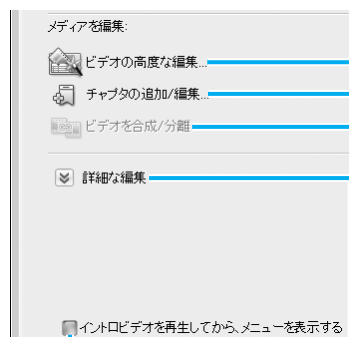 メディアを編集:
ビデオの高度な編集...
チャプタの追加/編集...
ビデオを合成/分離
詳細な編集
イントロビデオを再生してから、メニューを表示する